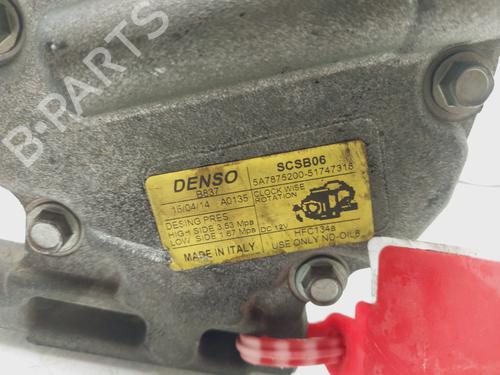 DENSO
B837
15/04/14 A0135
DESING PRES
HIGH SIDE 3.53 Mpa
LOW SIDE 1.67 Mpa
MADE IN ITALY
SCSB06
5A7875200-51747318
CLOCK WISE
ROTATION
DC 12V
HFC134a
USE ONLY ND-OIL8